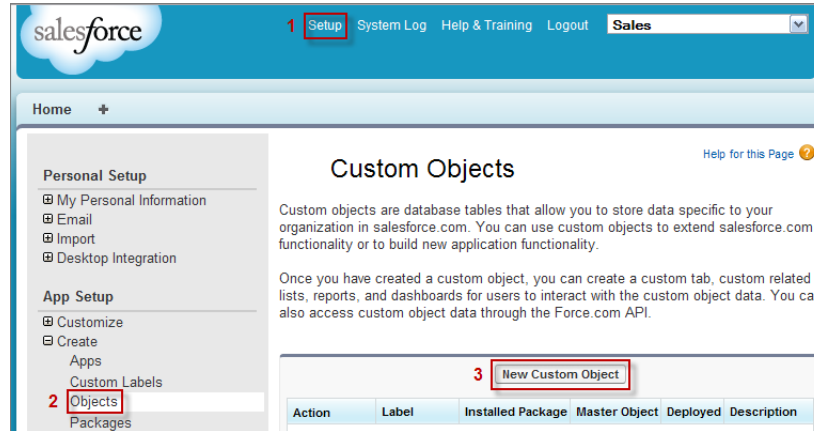 salesforce
1 Setup System Log Help & Training Logout Sales
Home +
Personal Setup
My Personal Information
Email
Import
Desktop Integration
App Setup
Customize
Create
Apps
Custom Labels
2 Objects
Packages
Custom Objects
Help for this Page ?
Custom objects are database tables that allow you to store data specific to your
organization in salesforce.com. You can use custom objects to extend salesforce.com
functionality or to build new application functionality.
Once you have created a custom object, you can create a custom tab, custom related
lists, reports, and dashboards for users to interact with the custom object data. You ca
also access custom object data through the Force.com API.
3 New Custom Object
Action Label Installed Package Master Object Deployed Description